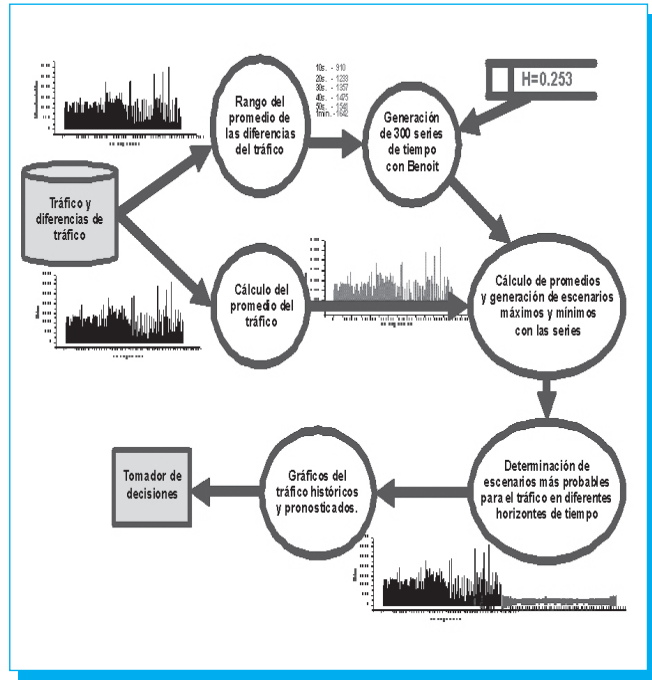 Rango del
promedio de
las diferencias
del tráfico
10s. - 910
20s. - 1233
30s. - 1357
40s. - 1475
50s. - 1541
1min. - 1642
H=0.253
Generación
de 300 series
de tiempo
con Benoit
Tráfico y
diferencias de
tráfico
Cálculo del
promedio del
tráfico
Cálculo de promedios
y generación de escenarios
máximos y mínimos
con las series
Determinación de
escenarios más probables
para el tráfico en diferentes
horizontes de tiempo
Gráficos del
tráfico históricos
y pronosticados.
Tomador de
decisiones